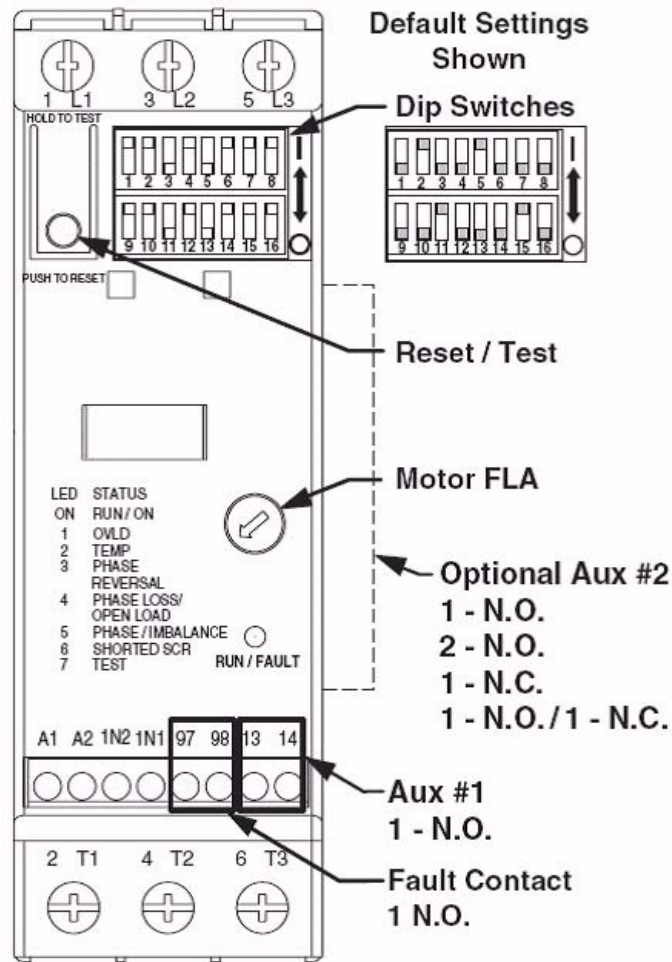 Default Settings
Shown
1 L1 3 L2 5 L3
HOLD TO TEST
Dip Switches
1 2 3 4 5 6 7 8
9 10 11 12 13 14 15 16
1 2 3 4 5 6 7 8
9 10 11 12 13 14 15 16
PUSH TO RESET
Reset / Test
Motor FLA
LED STATUS
ON RUN / ON
1 OVLD
2 TEMP
3 PHASE
REVERSAL
4 PHASE LOSS/
OPEN LOAD
5 PHASE / IMBALANCE
6 SHORTED SCR
7 TEST
RUN / FAULT
Optional Aux #2
1 - N.O.
2 - N.O.
1 - N.C.
1 - N.O. / 1 - N.C.
A1 A2 1N2 1N1 97 98 13 14
Aux #1
1 - N.O.
2 T1 4 T2 6 T3
Fault Contact
1 N.O.